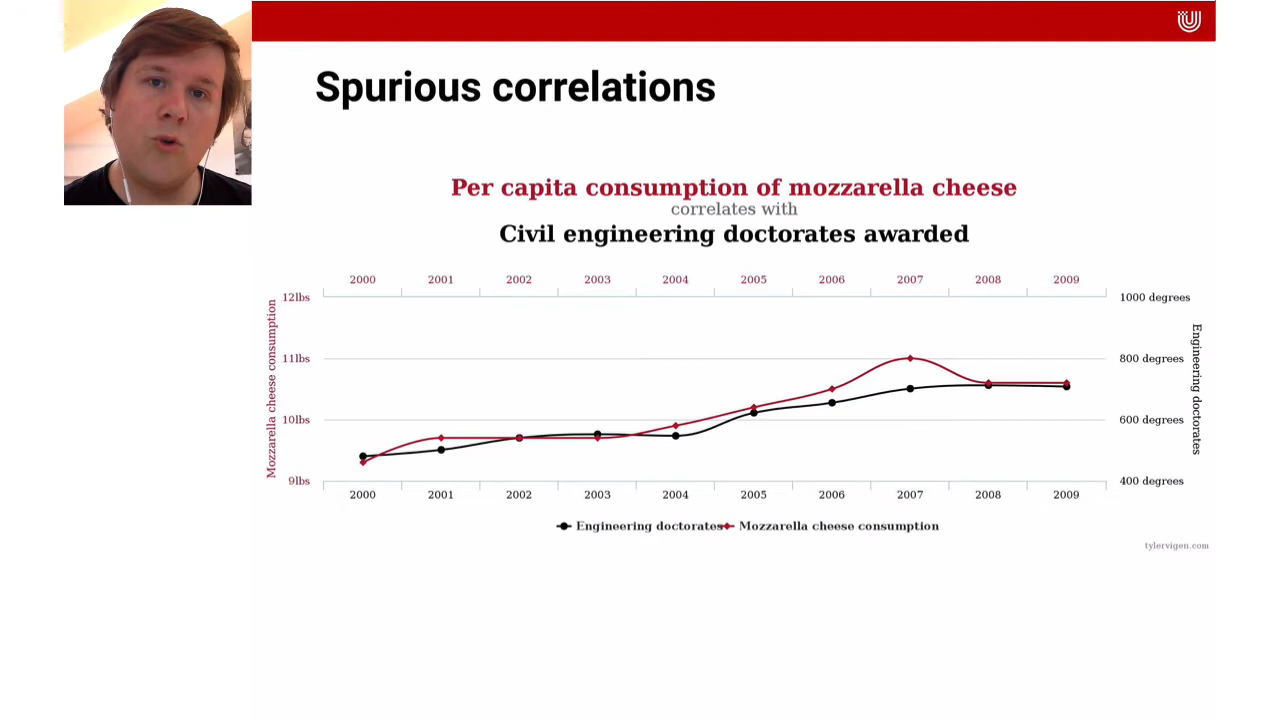 Spurious correlations
Per capita consumption of mozzarella cheese
correlates with
Civil engineering doctorates awarded
2000 2001 2002 2003 2004 2005 2006 2007 2008 2009
Mozzarella cheese consumption
12lbs
11lbs
10lbs
9lbs
1000 degrees
800 degrees
600 degrees
400 degrees
Engineering doctorates
2000 2001 2002 2003 2004 2005 2006 2007 2008 2009
Engineering doctorates Mozzarella cheese consumption
tylervigen.com